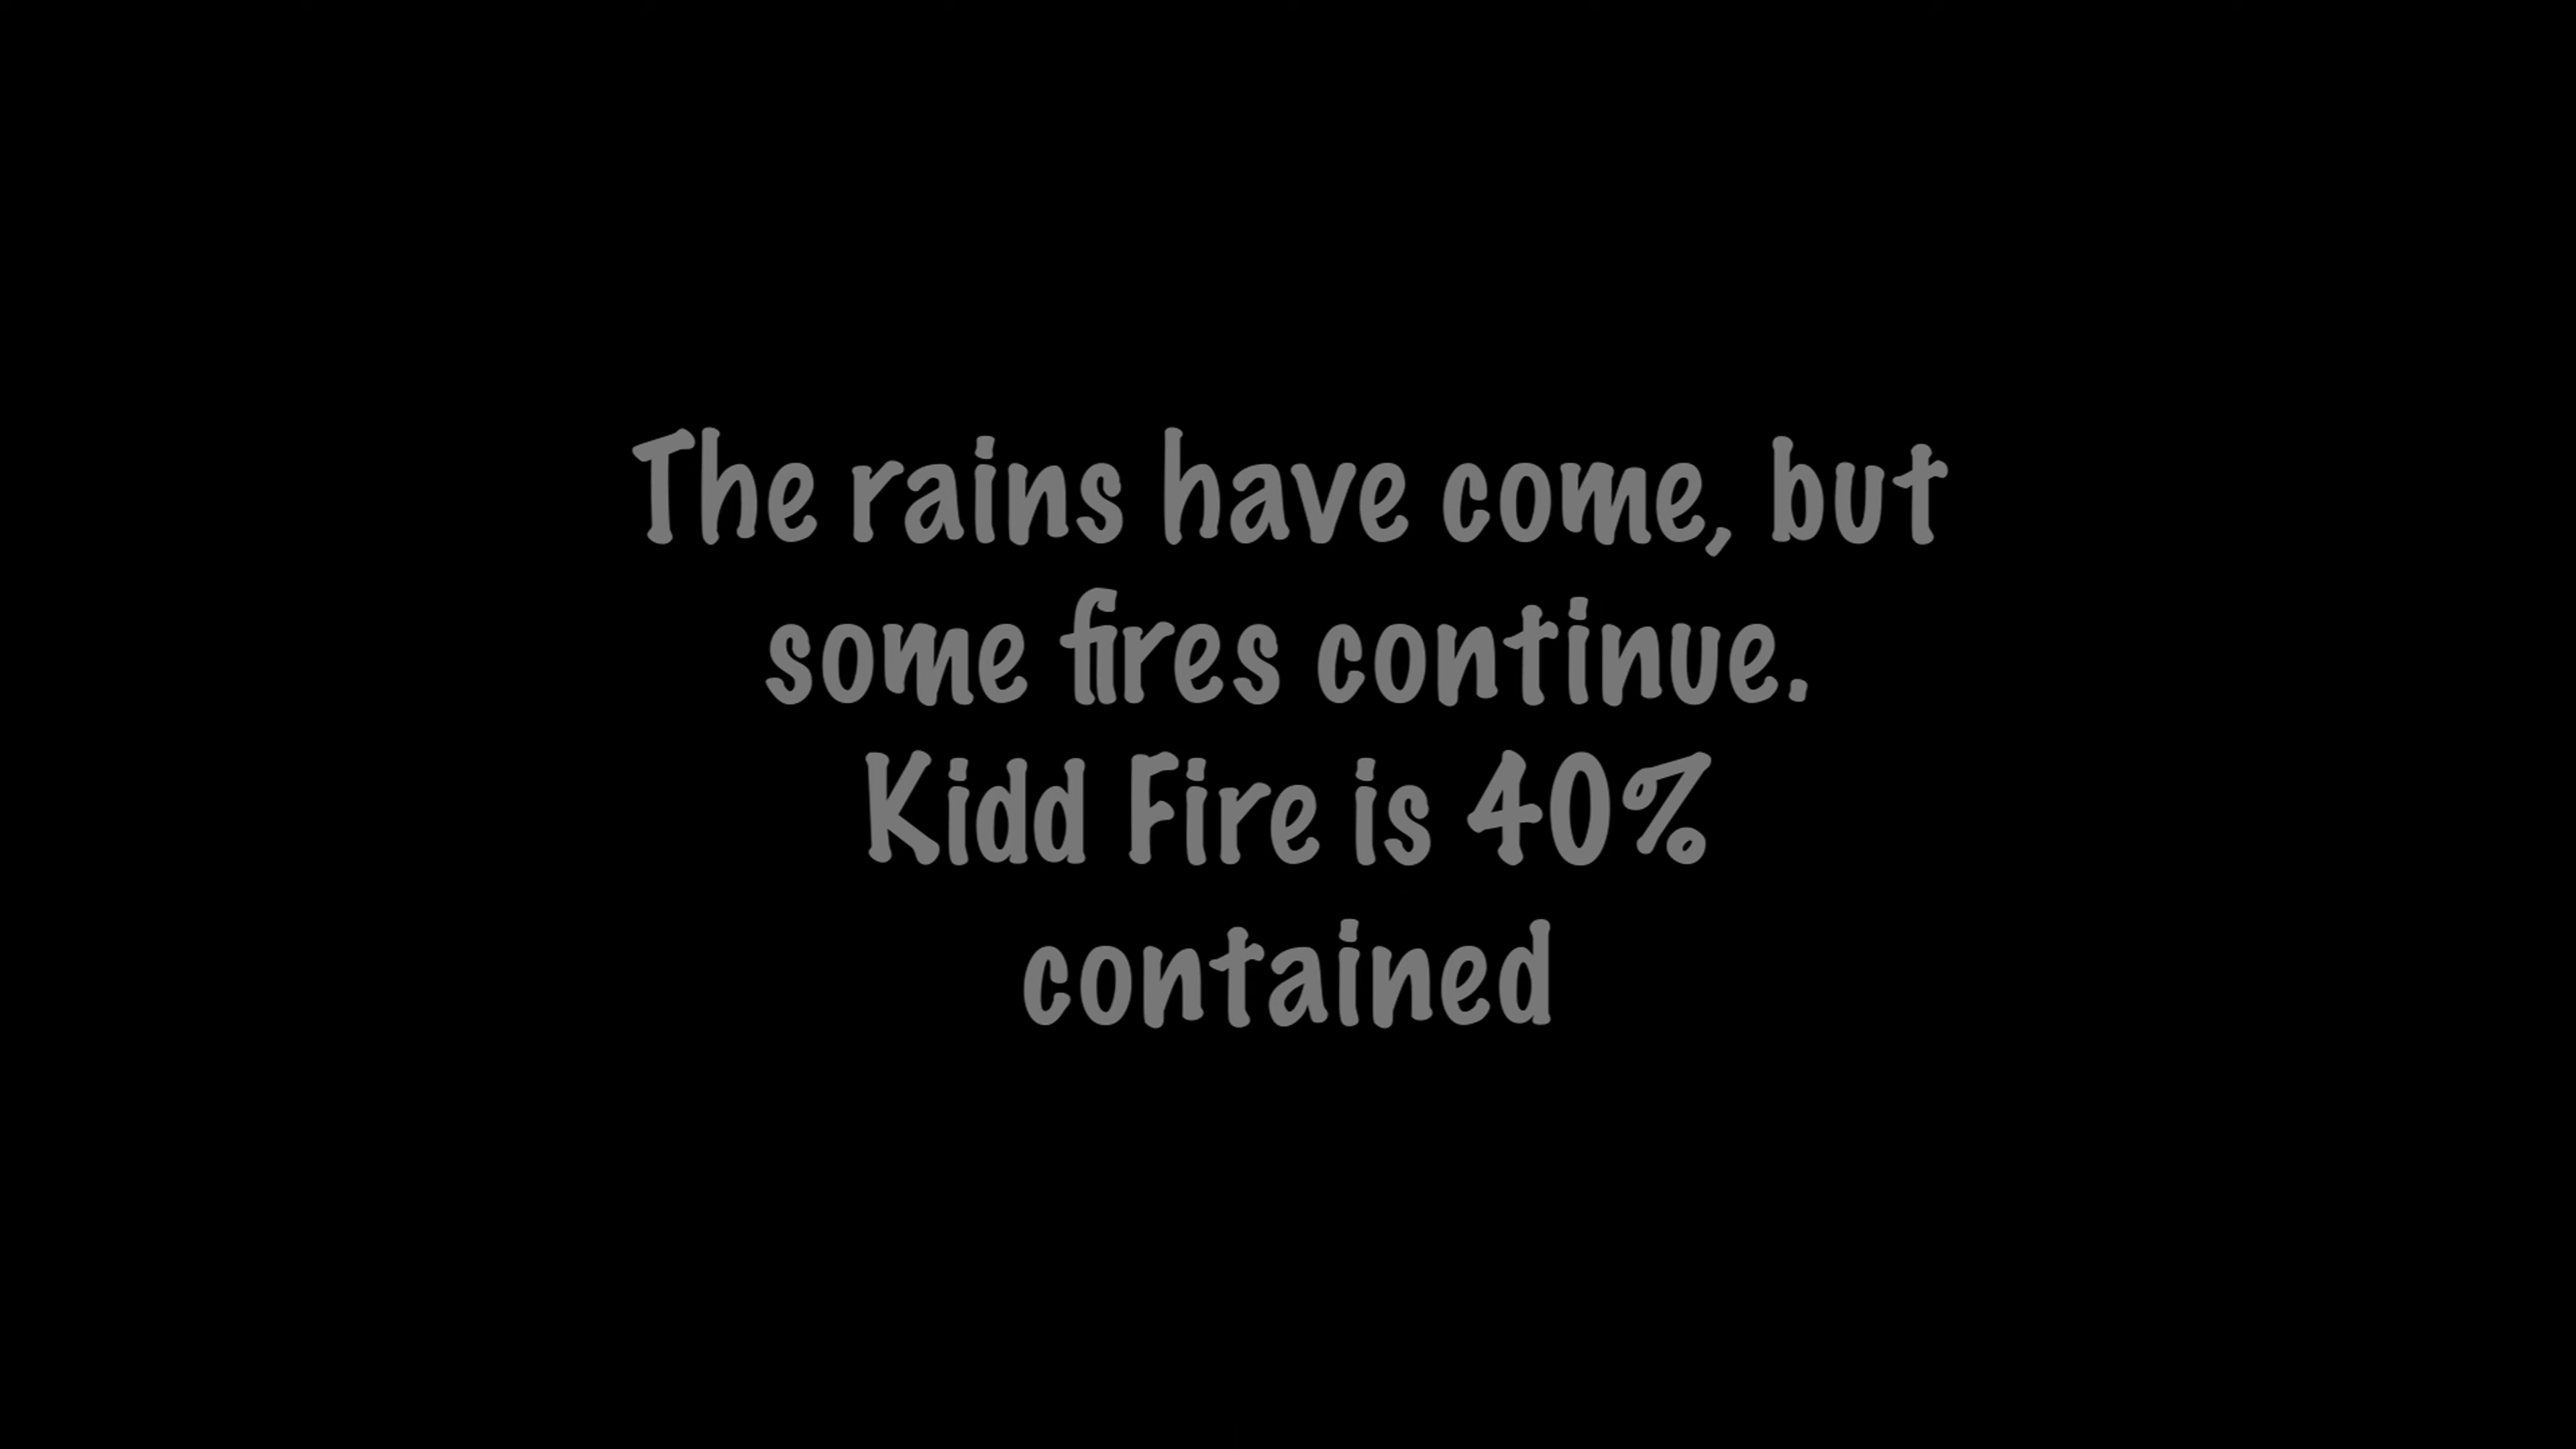 The rains have come, but
some fires continue.
Kidd Fire is 40%
contained